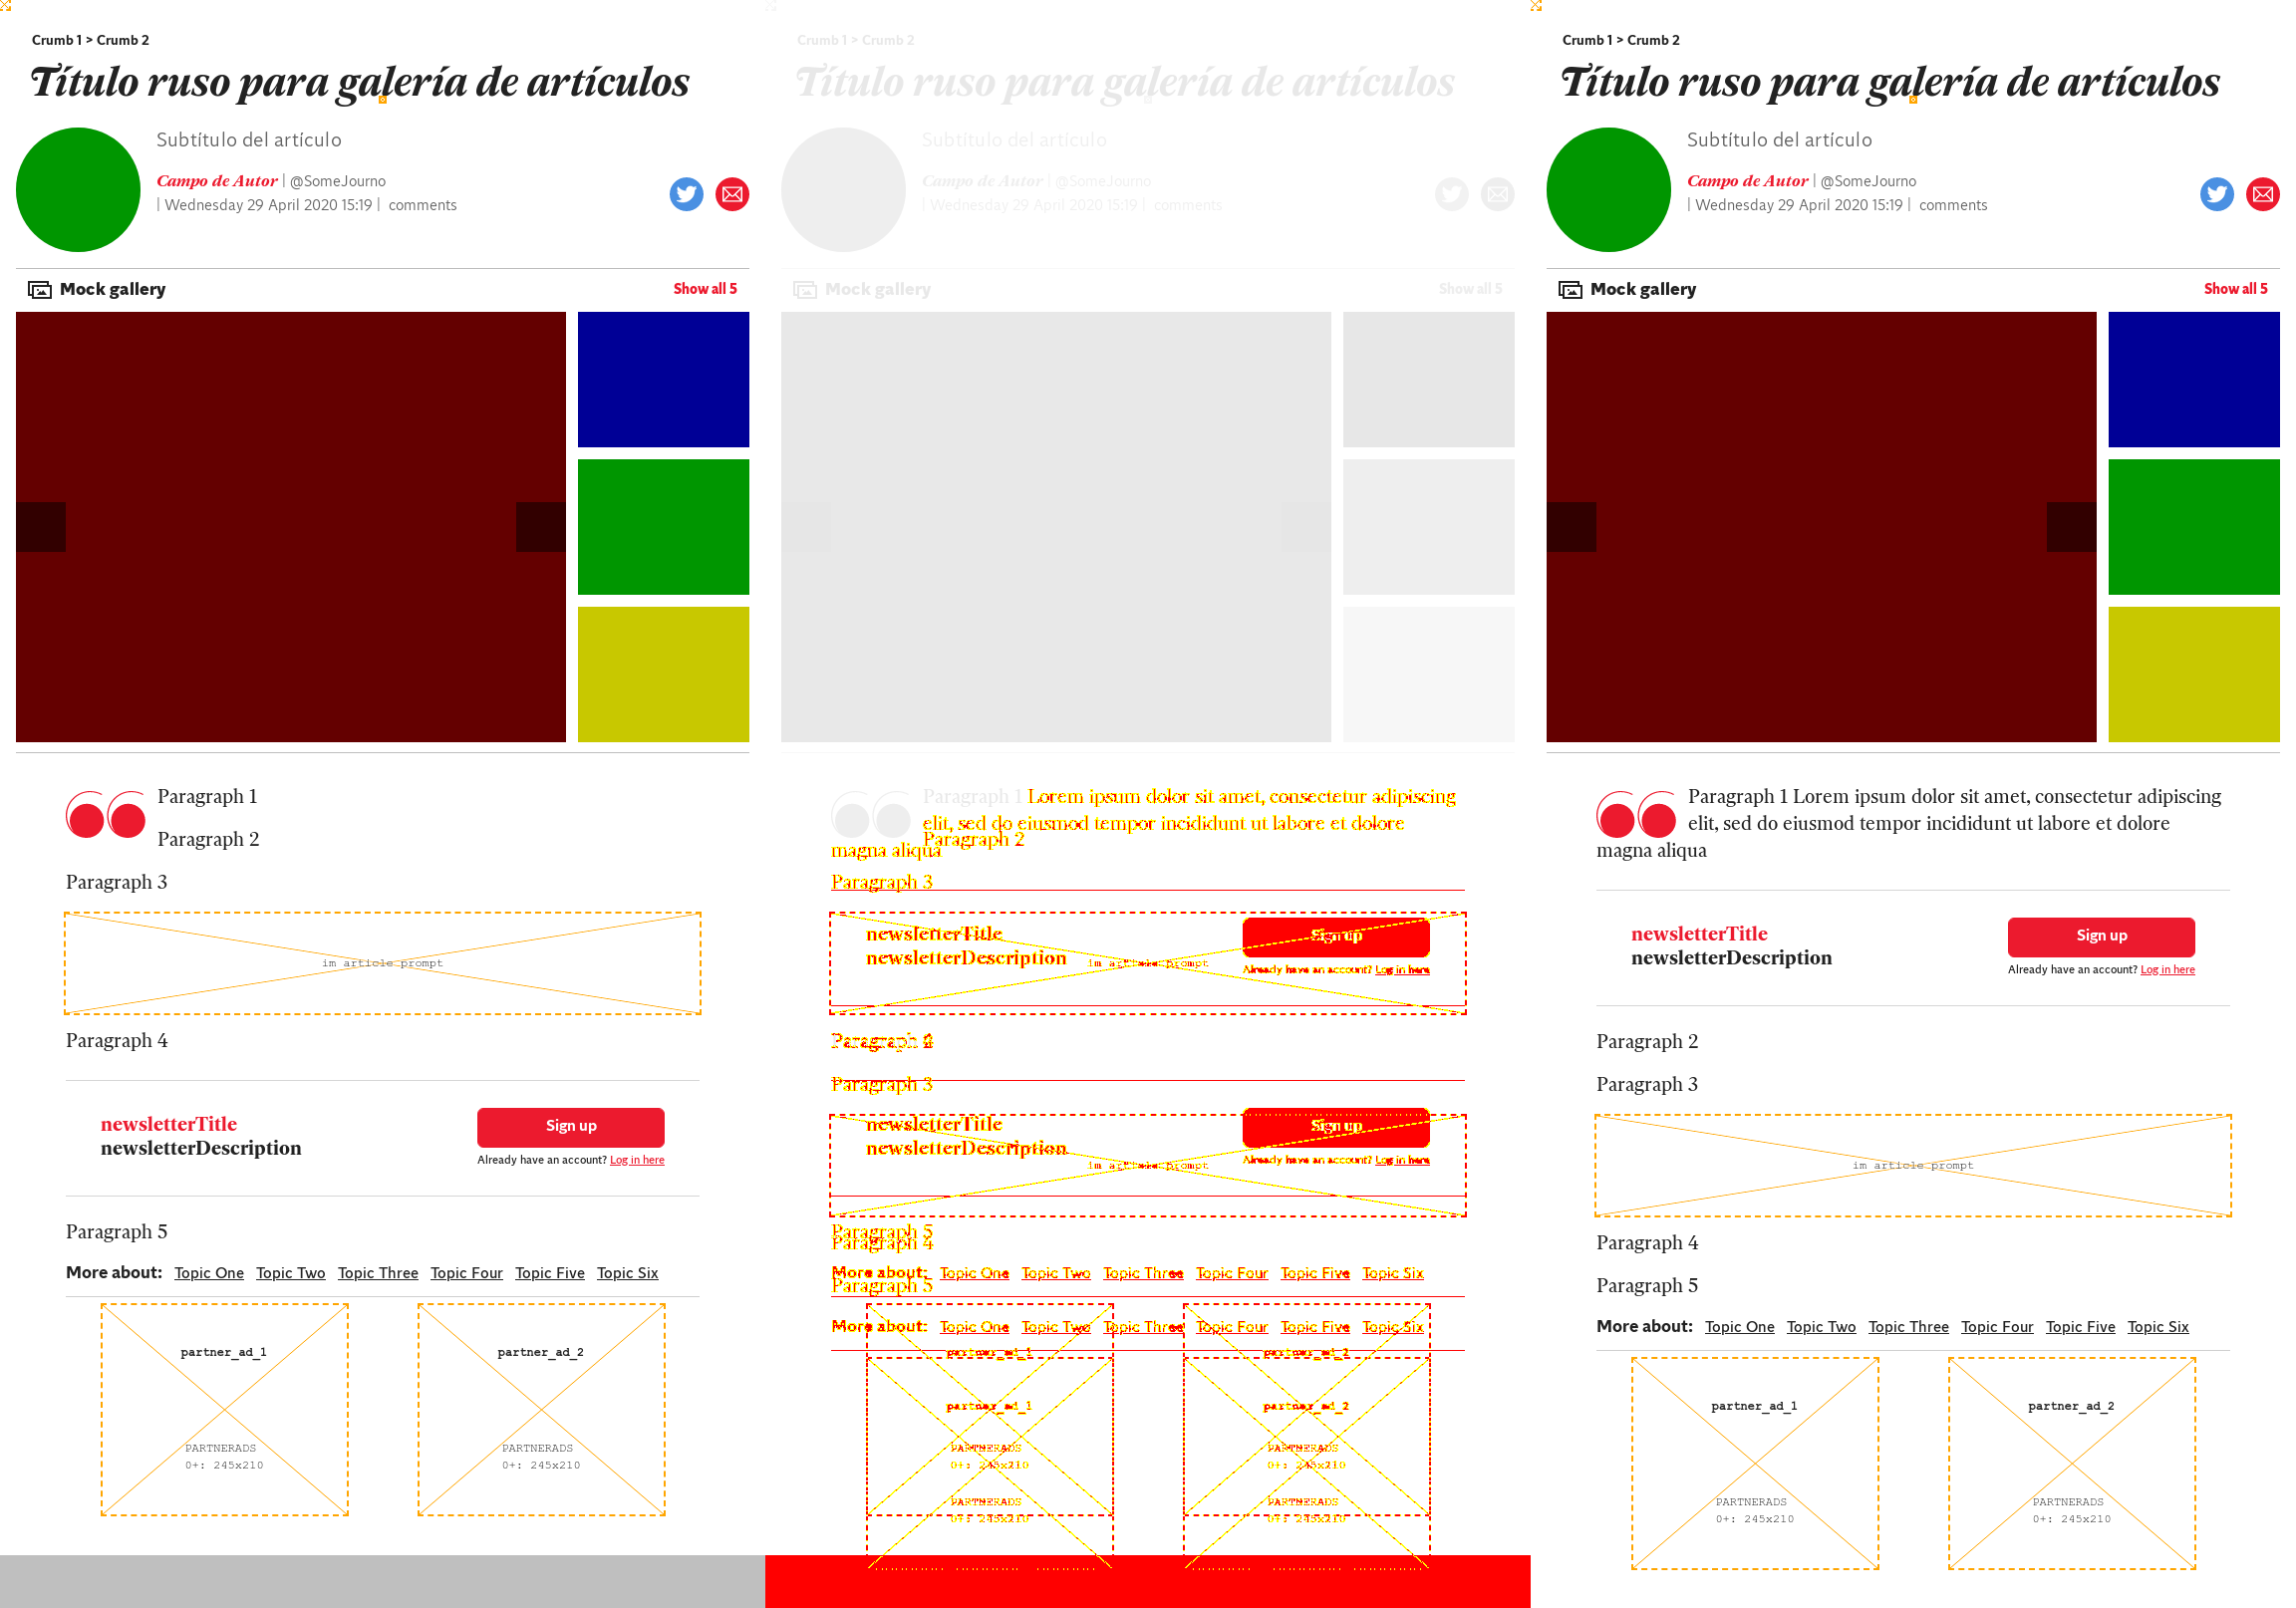 Crumb 1 > Crumb 2
Título ruso para galería de artículos
Subtítulo del artículo
Campo de Autor | @SomeJourno
| Wednesday 29 April 2020 15:19 | comments
Mock gallery
Show all 5
Paragraph 1
Paragraph 2
Paragraph 3
im article prompt
Paragraph 4
newsletterTitle
newsletterDescription
Sign up
Already have an account? Log in here
Paragraph 5
More about: Topic One Topic Two Topic Three Topic Four Topic Five Topic Six
partner_ad_1
PARTNERADS
0+: 245x210
partner_ad_2
PARTNERADS
0+: 245x210
Crumb 1 > Crumb 2
Título ruso para galería de artículos
Subtítulo del artículo
Campo de Autor | @SomeJourno
| Wednesday 29 April 2020 15:19 | comments
Mock gallery
Show all 5
Paragraph 1 Lorem ipsum dolor sit amet, consectetur adipiscing
elit, sed do eiusmod tempor incididunt ut labore et dolore
Paragraph 2
magna aliqua
Paragraph 3
newsletterTitle
newsletterDescription
Sign up
im article prompt
Already have an account? Log in here
Paragraph
Paragraph 3
newsletterTitle
newsletterDescription
Sign up
im article prompt
Already have an account? Log in here
Paragraph 5
Paragraph 4
More about: Topic One Topic Two Topic Three Topic Four Topic Five Topic Six
Paragraph 5
More about: Topic One Topic Two Topic Three Topic Four Topic Five Topic Six
partner_ad_1
partner_ad_1
PARTNERADS
0+: 245x210
PARTNERADS
0+: 245x210
partner_ad_2
partner_ad_2
PARTNERADS
0+: 245x210
PARTNERADS
0+: 245x210
Crumb 1 > Crumb 2
Título ruso para galería de artículos
Subtítulo del artículo
Campo de Autor | @SomeJourno
| Wednesday 29 April 2020 15:19 | comments
Mock gallery
Show all 5
Paragraph 1 Lorem ipsum dolor sit amet, consectetur adipiscing
elit, sed do eiusmod tempor incididunt ut labore et dolore
magna aliqua
newsletterTitle
newsletterDescription
Sign up
Already have an account? Log in here
Paragraph 2
Paragraph 3
im article prompt
Paragraph 4
Paragraph 5
More about: Topic One Topic Two Topic Three Topic Four Topic Five Topic Six
partner_ad_1
PARTNERADS
0+: 245x210
partner_ad_2
PARTNERADS
0+: 245x210